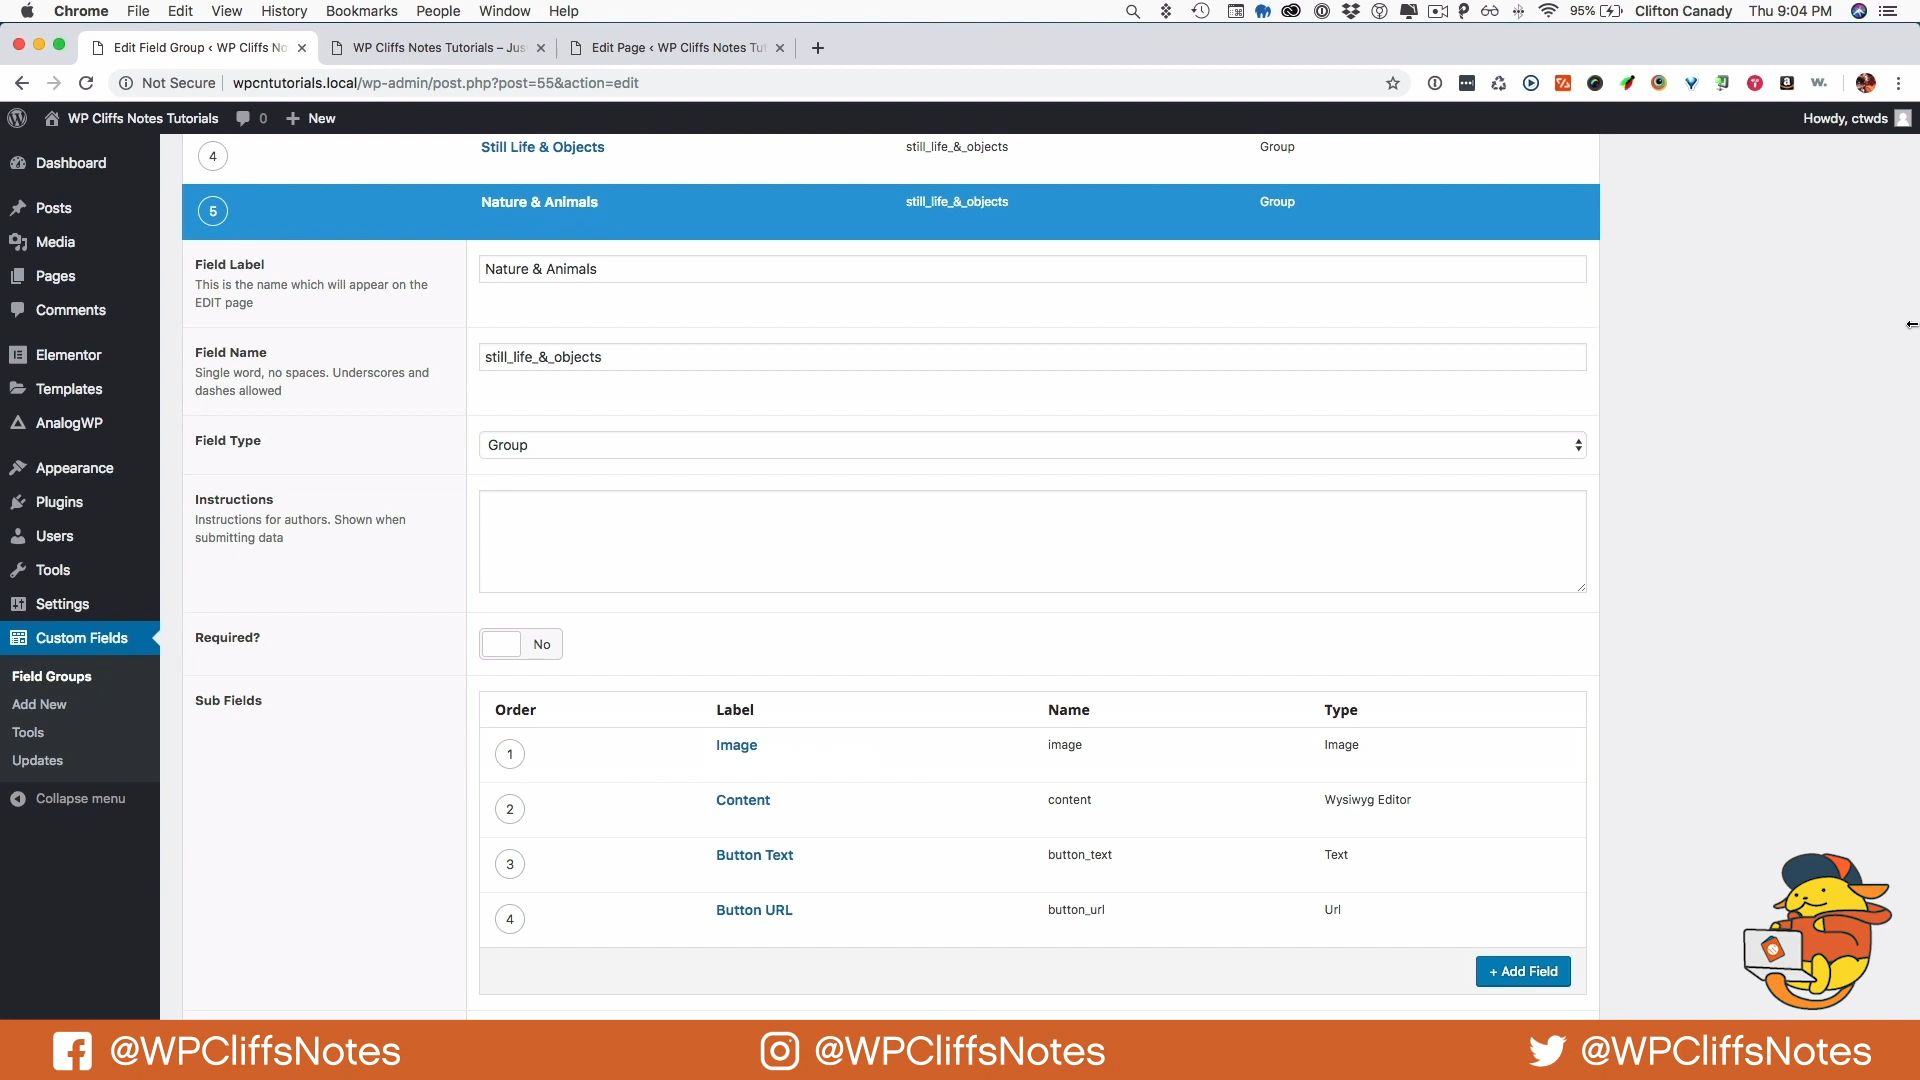 Chrome File Edit View History Bookmarks People Window Help 95% Clifton Canady Thu 9:04 PM
Edit Field Group ‹ WP Cliffs No WP Cliffs Notes Tutorials – Jus Edit Page ‹ WP Cliffs Notes Tut
Not Secure wpcntutorials.local/wp-admin/post.php?post=55&action=edit
WP Cliffs Notes Tutorials 0 New Howdy, ctwds
Dashboard
Posts
Media
Pages
Comments
Elementor
Templates
AnalogWP
Appearance
Plugins
Users
Tools
Settings
Custom Fields
Field Groups
Add New
Tools
Updates
Collapse menu
4 Still Life & Objects still_life_&_objects Group
5 Nature & Animals still_life_&_objects Group
Field Label
This is the name which will appear on the
EDIT page
Nature & Animals
Field Name
Single word, no spaces. Underscores and
dashes allowed
still_life_&_objects
Field Type
Group
Instructions
Instructions for authors. Shown when
submitting data
Required?
No
Sub Fields
Order Label Name Type
1 Image image Image
2 Content content Wysiwyg Editor
3 Button Text button_text Text
4 Button URL button_url Url
+ Add Field
@WPCliffsNotes @WPCliffsNotes @WPCliffsNotes